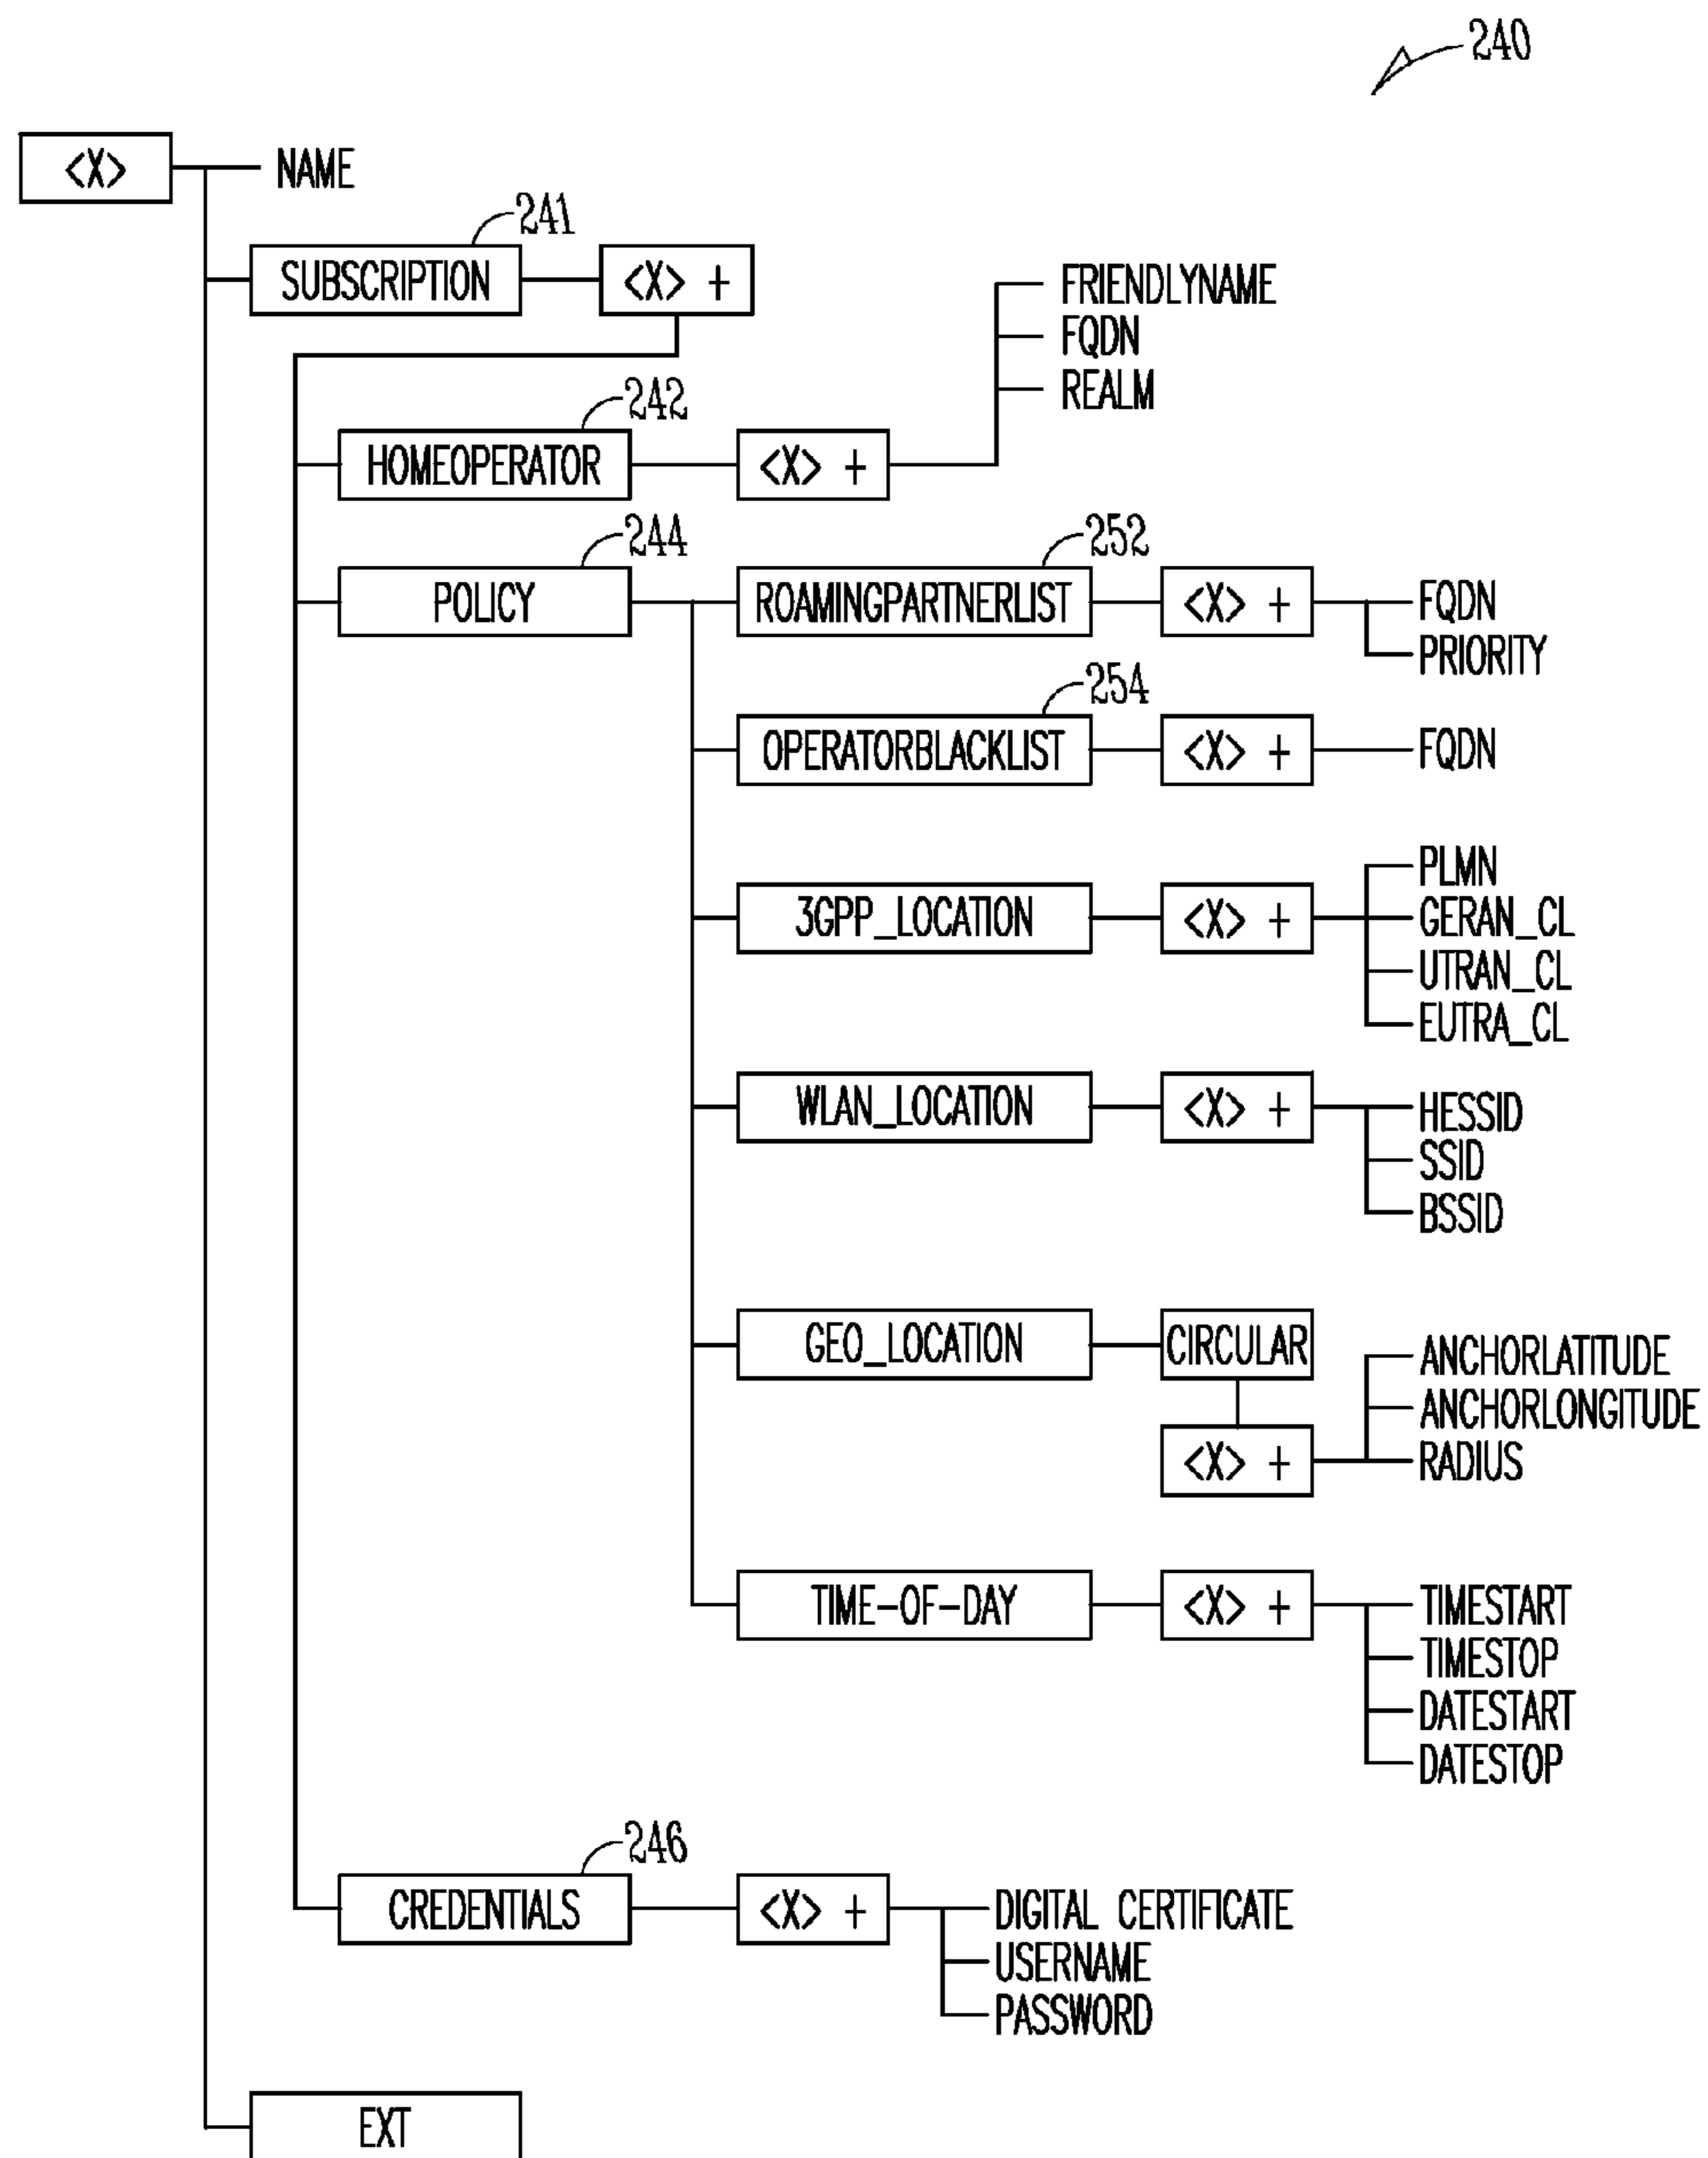 240
<X>
NAME
241
SUBSCRIPTION
<X> +
FRIENDLYNAME
FQDN
REALM
242
HOMEOPERATOR
<X> +
244
POLICY
252
ROAMINGPARTNERLIST
<X> +
FQDN
PRIORITY
254
OPERATORBLACKLIST
<X> +
FQDN
3GPP_LOCATION
<X> +
PLMN
GERAN_CL
UTRAN_CL
EUTRA_CL
WLAN_LOCATION
<X> +
HESSID
SSID
BSSID
GEO_LOCATION
CIRCULAR
<X> +
ANCHORLATITUDE
ANCHORLONGITUDE
RADIUS
TIME-OF-DAY
<X> +
TIMESTART
TIMESTOP
DATESTART
DATESTOP
246
CREDENTIALS
<X> +
DIGITAL CERTIFICATE
USERNAME
PASSWORD
EXT